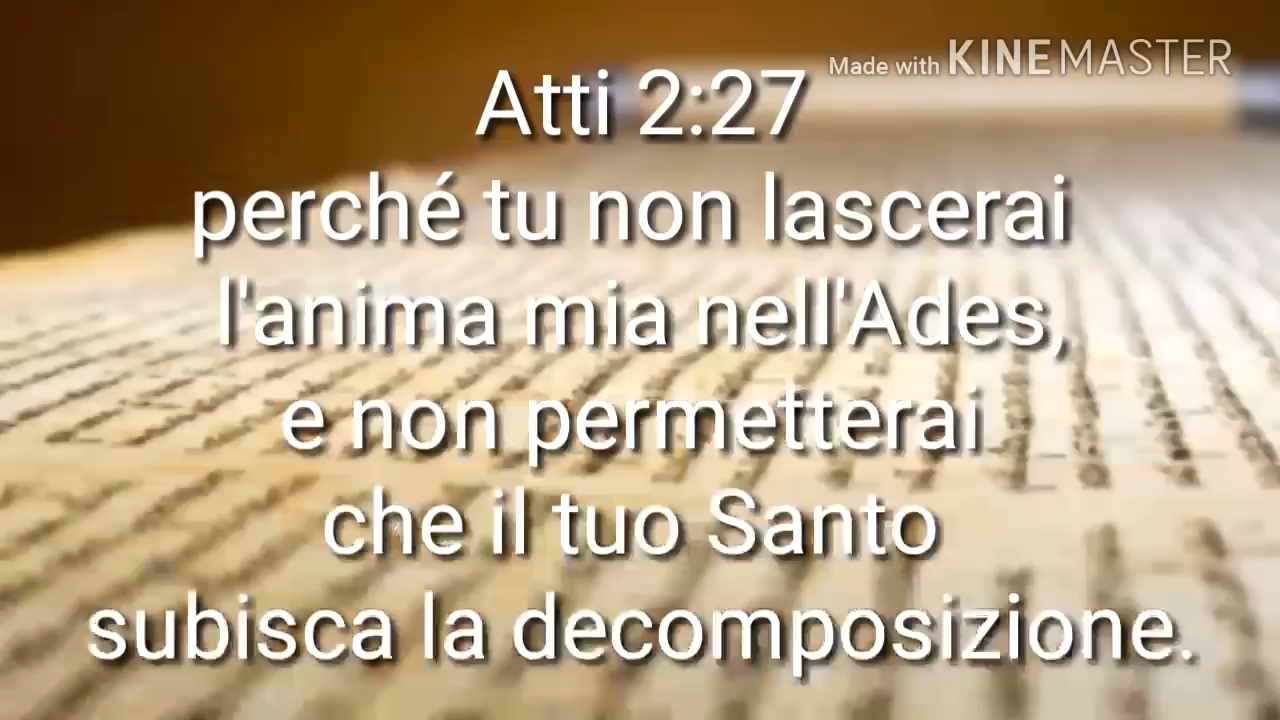 Made with KINEMASTER
Atti 2:27
perché tu non lascerai
l'anima mia nell'Ades,
e non permetterai
che il tuo Santo
subisca la decomposizione.